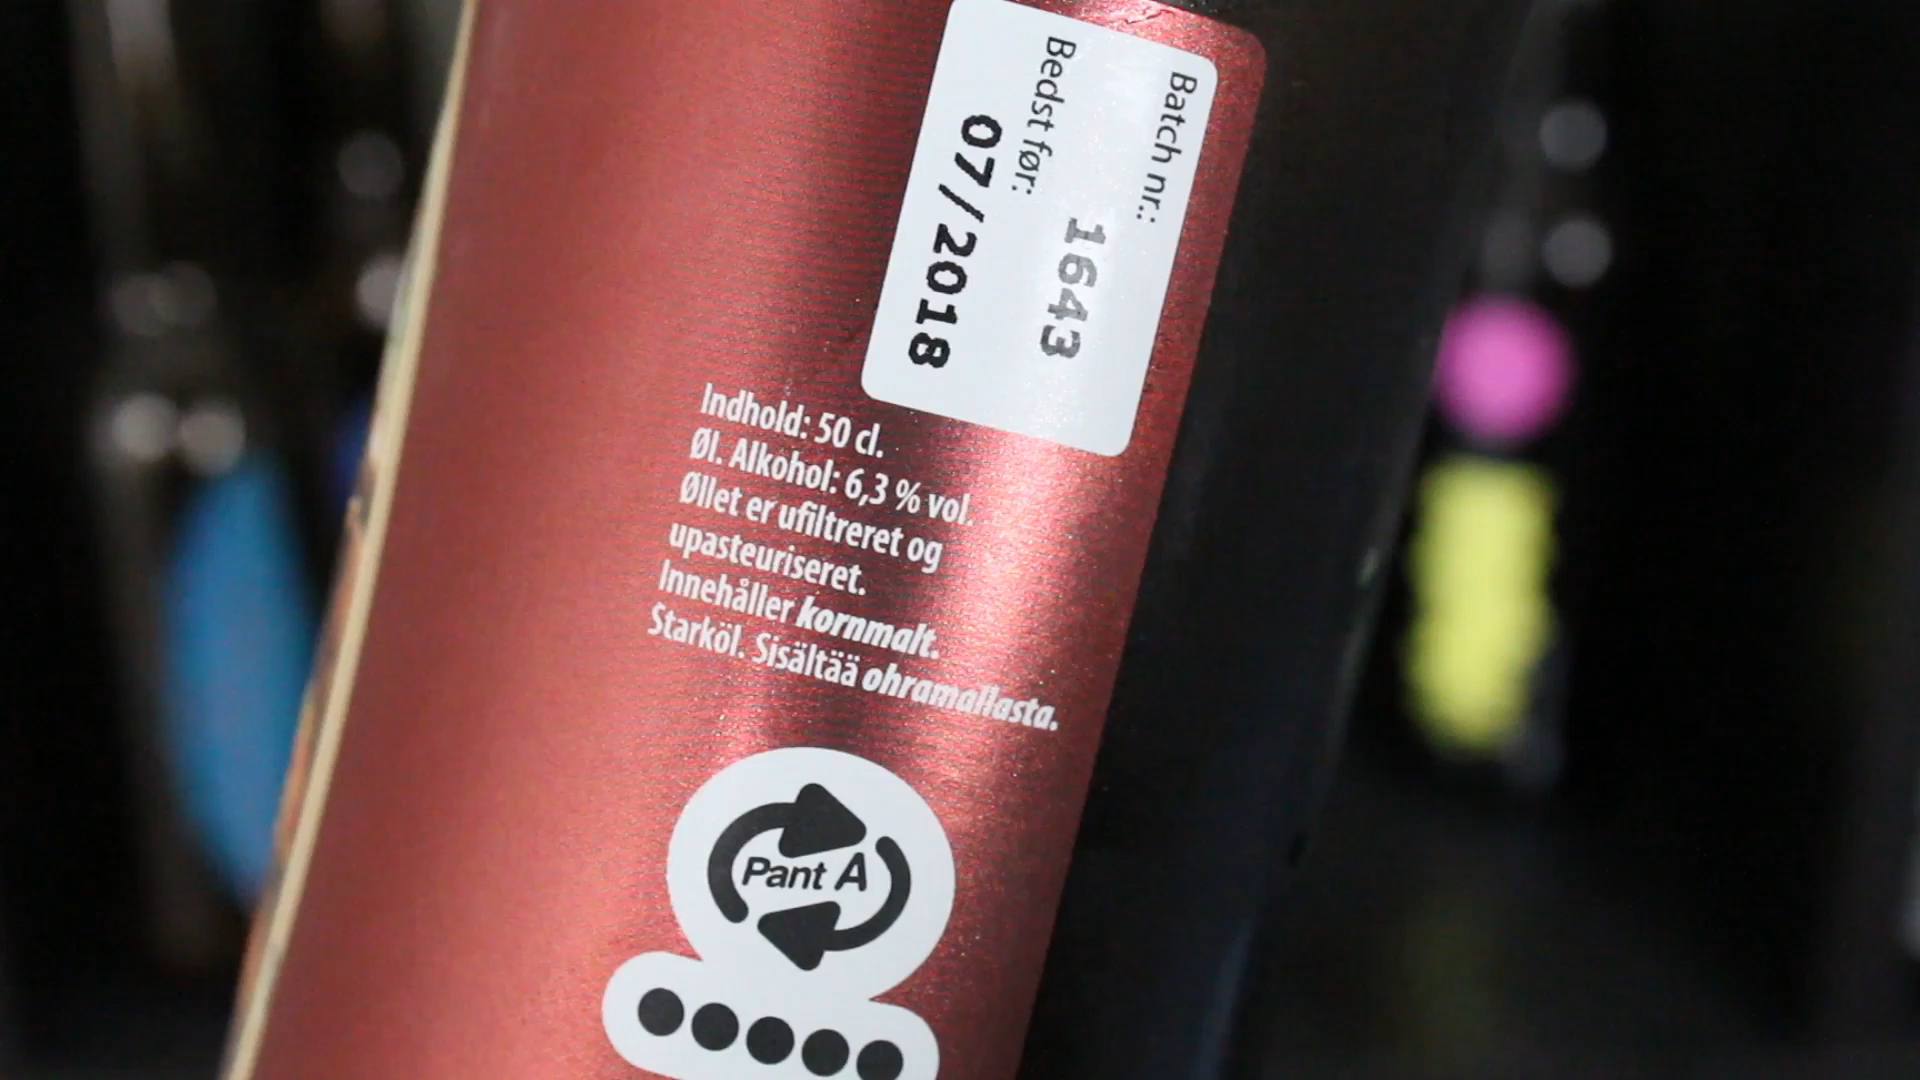 Batch nr.:
1643
Bedst før:
07/2018
Indhold: 50 cl.
Øl. Alkohol: 6,3 % vol.
Øllet er ufiltreret og
upasteuriseret.
Innehåller kornmalt.
Starköl. Sisältää ohramallasta.
Pant A